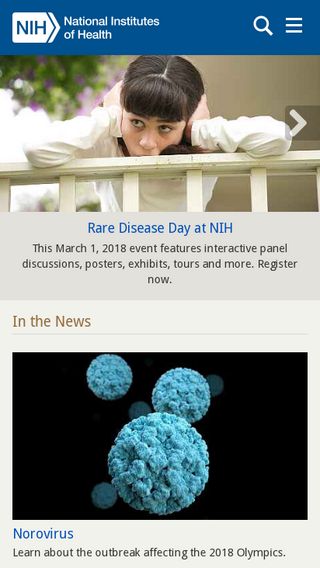 NIH National Institutes
of Health
Rare Disease Day at NIH
This March 1, 2018 event features interactive panel
discussions, posters, exhibits, tours and more. Register
now.
In the News
Norovirus
Learn about the outbreak affecting the 2018 Olympics.